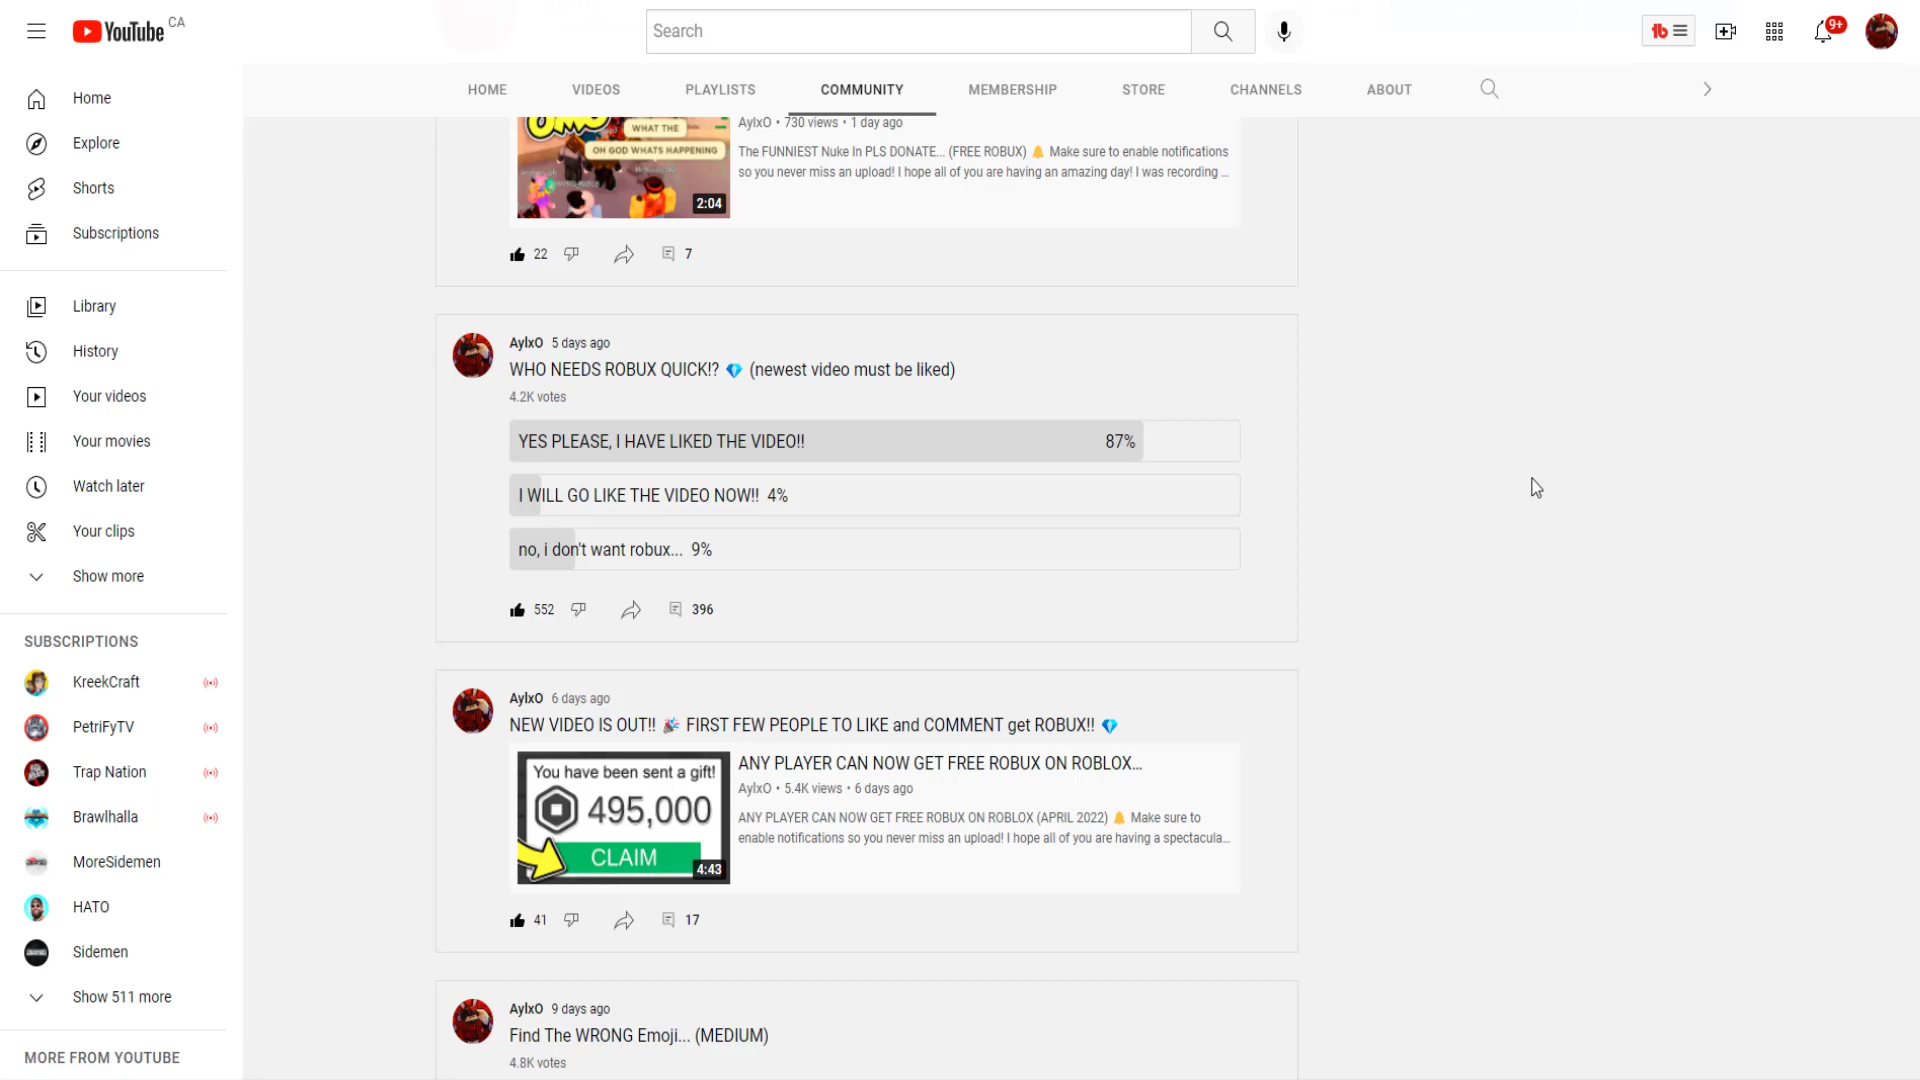 YouTube CA
Search
9+
Home
Explore
Shorts
Subscriptions
Library
History
Your videos
Your movies
Watch later
Your clips
Show more
SUBSCRIPTIONS
KreekCraft
PetriFyTV
Trap Nation
Brawlhalla
MoreSidemen
HATO
Sidemen
Show 511 more
MORE FROM YOUTUBE
HOME VIDEOS PLAYLISTS COMMUNITY MEMBERSHIP STORE CHANNELS ABOUT
OMG
WHAT THE
OH GOD WHATS HAPPENING
2:04
AylxO • 730 views • 1 day ago
The FUNNIEST Nuke In PLS DONATE... (FREE ROBUX) 🔔 Make sure to enable notifications
so you never miss an upload! I hope all of you are having an amazing day! I was recording ...
22 7
AylxO 5 days ago
WHO NEEDS ROBUX QUICK!? 💎 (newest video must be liked)
4.2K votes
YES PLEASE, I HAVE LIKED THE VIDEO!! 87%
I WILL GO LIKE THE VIDEO NOW!! 4%
no, i don't want robux... 9%
552 396
AylxO 6 days ago
NEW VIDEO IS OUT!! 🎉 FIRST FEW PEOPLE TO LIKE and COMMENT get ROBUX!! 💎
You have been sent a gift!
495,000
CLAIM
4:43
ANY PLAYER CAN NOW GET FREE ROBUX ON ROBLOX...
AylxO • 5.4K views • 6 days ago
ANY PLAYER CAN NOW GET FREE ROBUX ON ROBLOX (APRIL 2022) 🔔 Make sure to
enable notifications so you never miss an upload! I hope all of you are having a spectacula...
41 17
AylxO 9 days ago
Find The WRONG Emoji... (MEDIUM)
4.8K votes